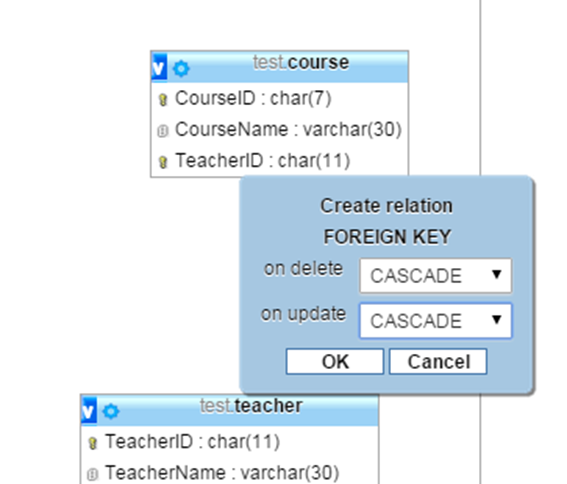 v test.course
CourseID : char(7)
CourseName : varchar(30)
TeacherID : char(11)
Create relation
FOREIGN KEY
on delete CASCADE
on update CASCADE
OK Cancel
v test.teacher
TeacherID : char(11)
TeacherName : varchar(30)